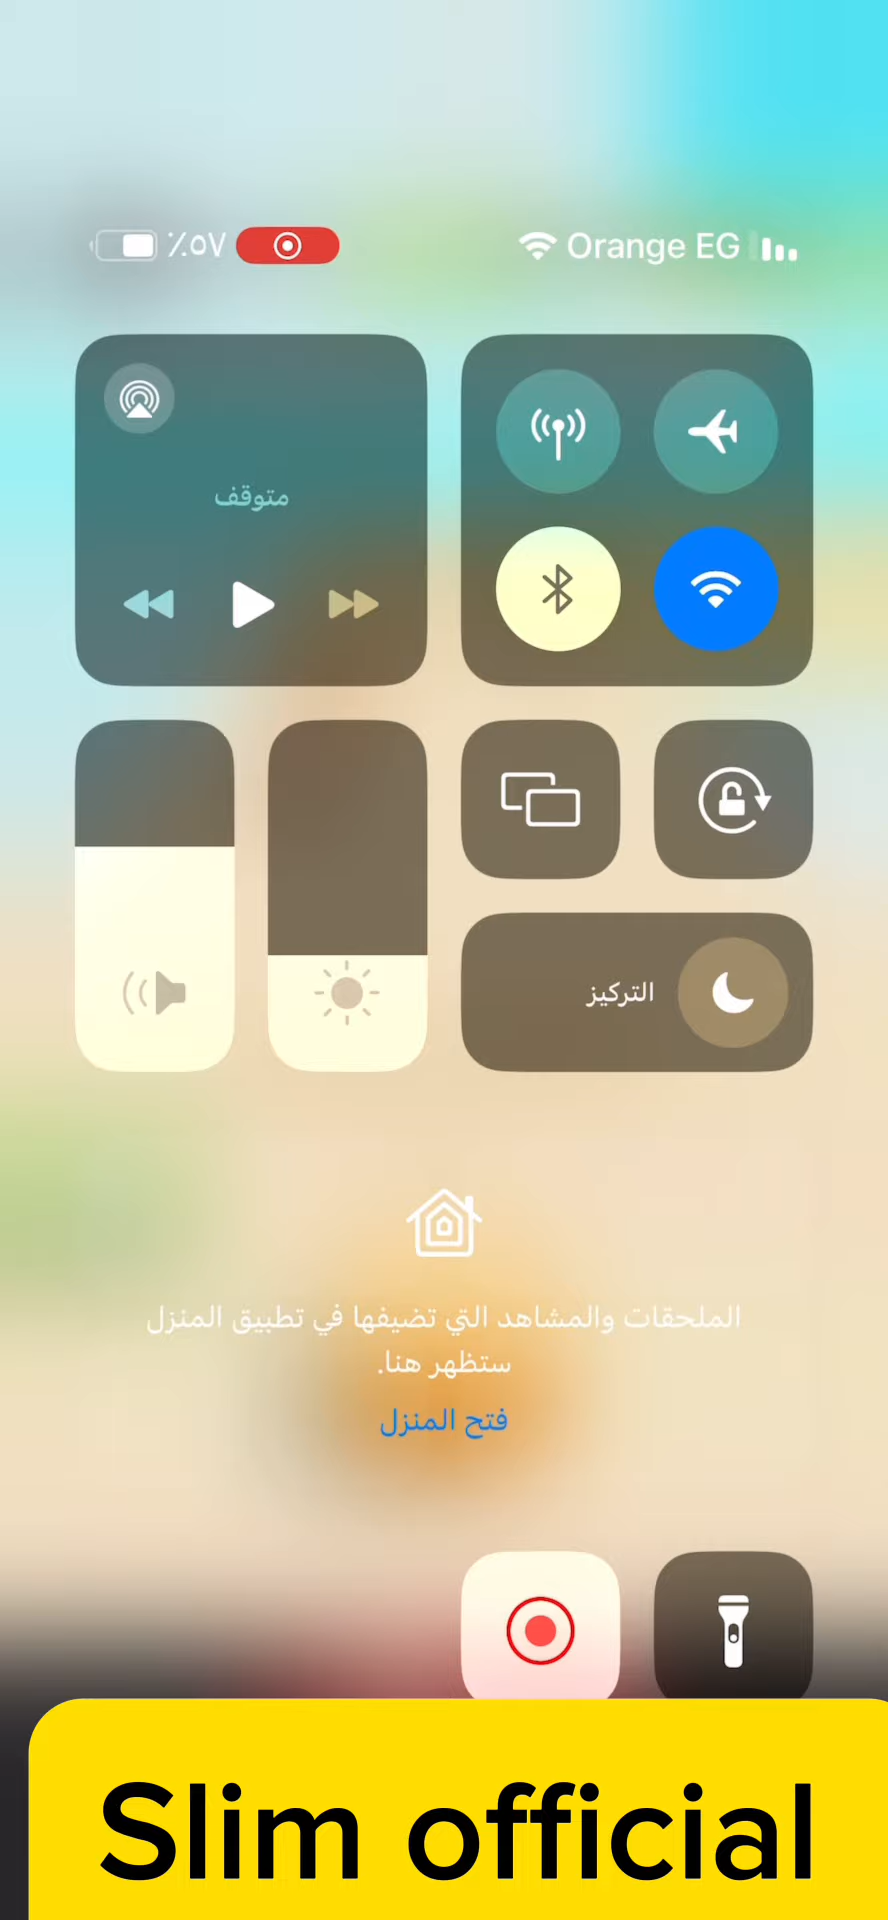 Orange EG
٪٥٧
متوقف
التركيز
الملحقات والمشاهد التي تضيفها في تطبيق المنزل
ستظهر هنا.
فتح المنزل
Slim official